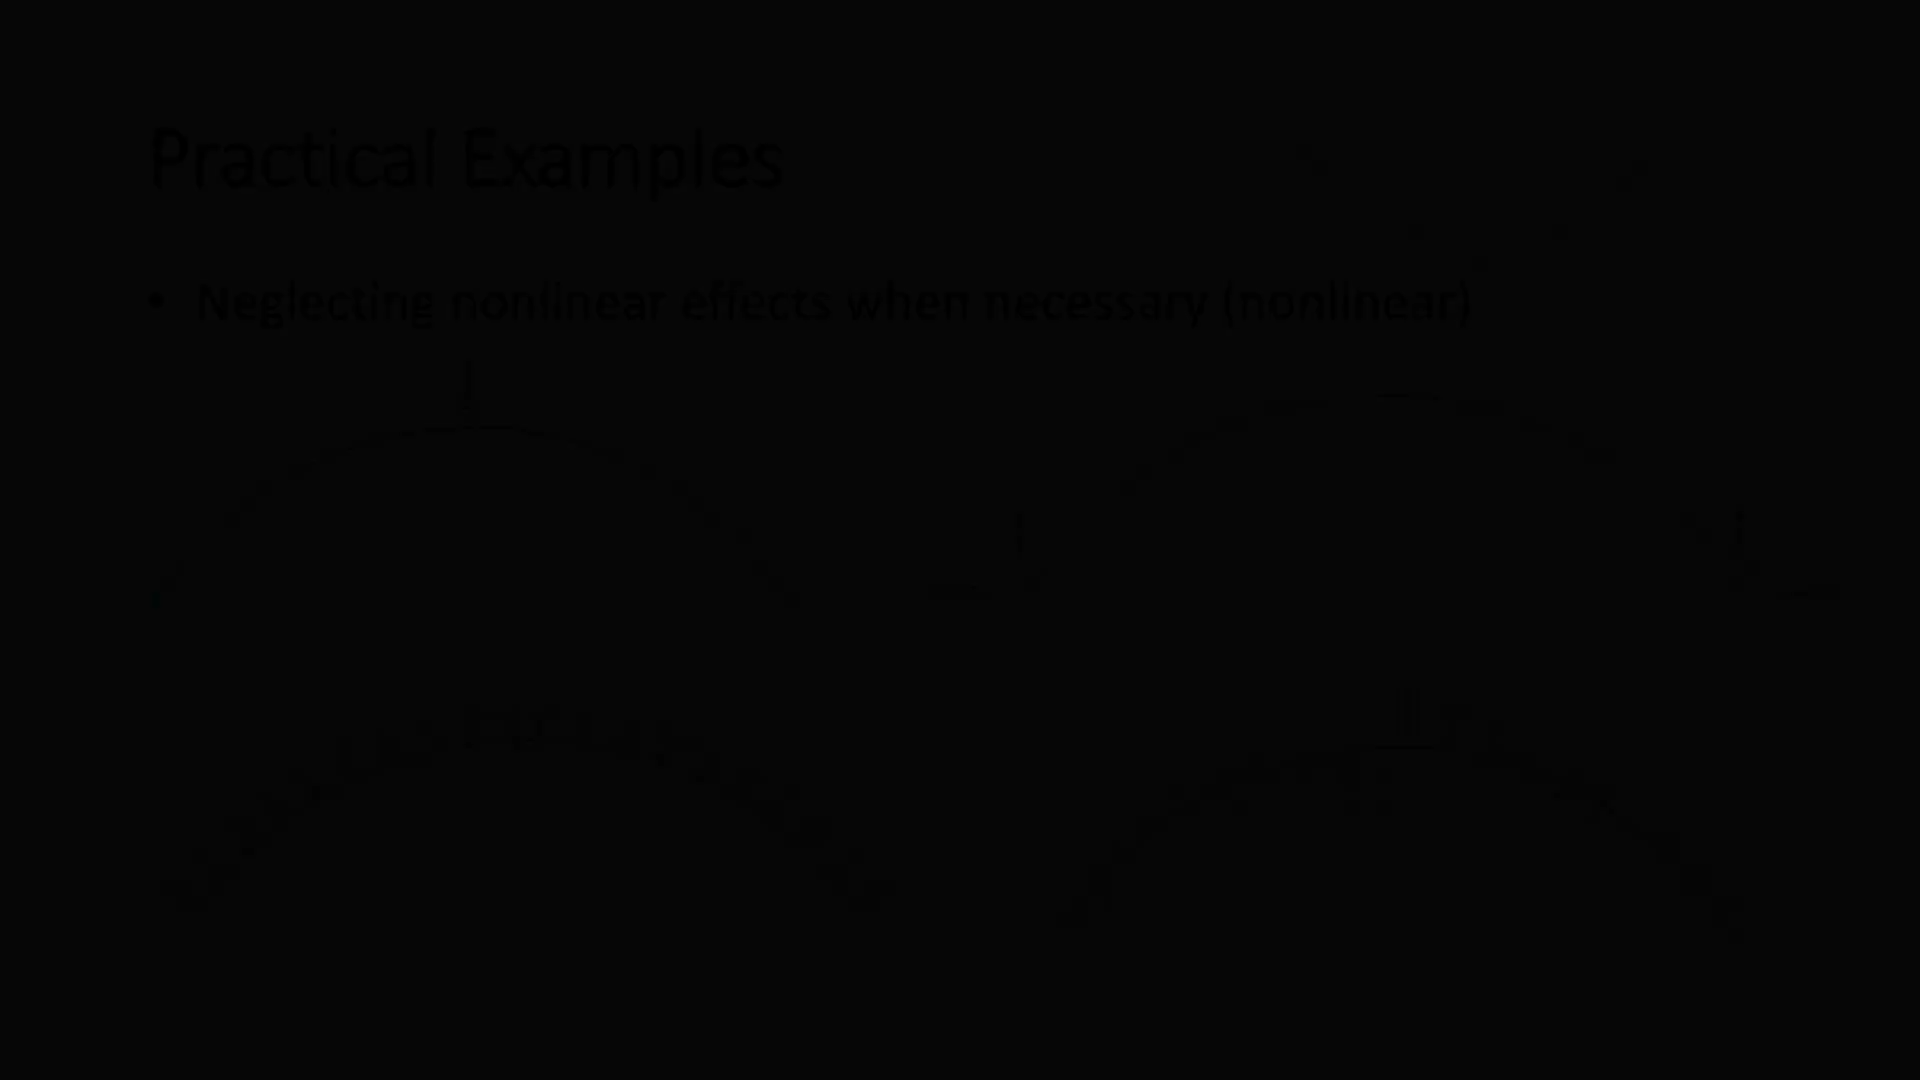 Practical Examples
• Neglecting nonlinear effects when necessary (nonlinear)